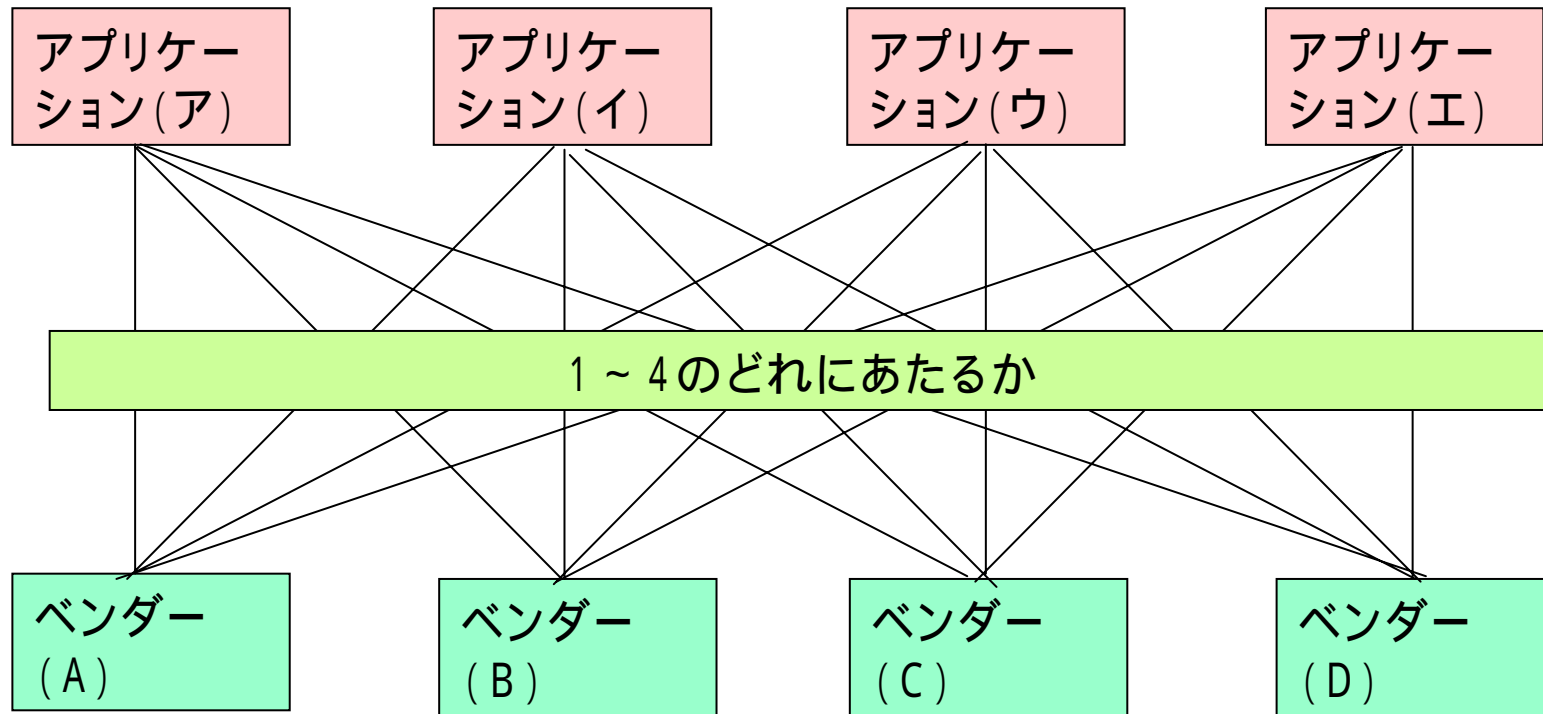 アプリケー
ション(ア)
アプリケー
ション(イ)
アプリケー
ション(ウ)
アプリケー
ション(エ)
1~4のどれにあたるか
ベンダー
(A)
ベンダー
(B)
ベンダー
(C)
ベンダー
(D)